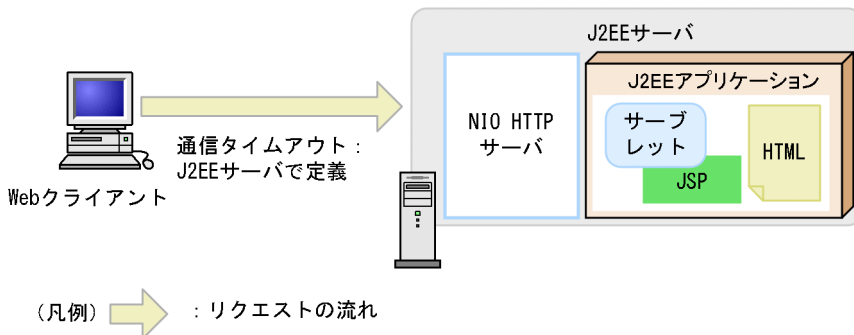 J2EEサーバ
J2EEアプリケーション
NIO HTTP
サーバ
サーブ
レット
JSP
HTML
通信タイムアウト：
J2EEサーバで定義
Webクライアント
（凡例）
：リクエストの流れ